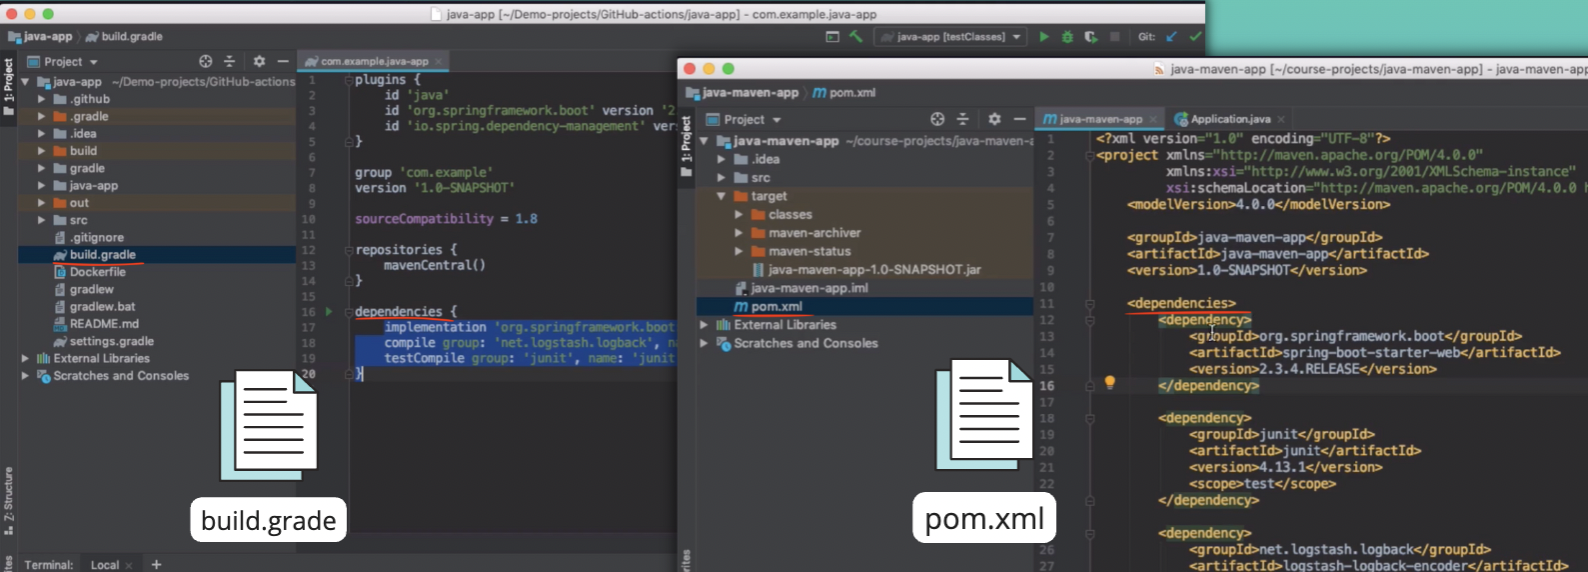 java-app [~/Demo-projects/GitHub-actions/java-app] - com.example.java-app
java-app
build.gradle
java-app [testClasses]
Git:
1: Project
Project
java-app ~/Demo-projects/GitHub-actions
.github
.gradle
.idea
build
gradle
java-app
out
src
.gitignore
build.gradle
Dockerfile
gradlew
gradlew.bat
README.md
settings.gradle
External Libraries
Scratches and Consoles
Z: Structure
Terminal: Local +
com.example.java-app
1 plugins {
2 id 'java'
3 id 'org.springframework.boot' version '2
4 id 'io.spring.dependency-management' ver
5 }
6
7 group 'com.example'
8 version '1.0-SNAPSHOT'
9
10 sourceCompatibility = 1.8
11
12 repositories {
13 mavenCentral()
14 }
15
16 dependencies {
17 implementation 'org.springframework.boot
18 compile group: 'net.logstash.logback', n
19 testCompile group: 'junit', name: 'junit
20 }
build.grade
java-maven-app [~/course-projects/java-maven-app] - java-maven-app
java-maven-app
pom.xml
1: Project
Project
java-maven-app ~/course-projects/java-maven-a
.idea
src
target
classes
maven-archiver
maven-status
java-maven-app-1.0-SNAPSHOT.jar
java-maven-app.iml
pom.xml
External Libraries
Scratches and Consoles
java-maven-app
Application.java
1 <?xml version="1.0" encoding="UTF-8"?>
2 <project xmlns="http://maven.apache.org/POM/4.0.0"
3 xmlns:xsi="http://www.w3.org/2001/XMLSchema-instance"
4 xsi:schemaLocation="http://maven.apache.org/POM/4.0.0 h
5 <modelVersion>4.0.0</modelVersion>
6
7 <groupId>java-maven-app</groupId>
8 <artifactId>java-maven-app</artifactId>
9 <version>1.0-SNAPSHOT</version>
10
11 <dependencies>
12 <dependency>
13 <groupId>org.springframework.boot</groupId>
14 <artifactId>spring-boot-starter-web</artifactId>
15 <version>2.3.4.RELEASE</version>
16 </dependency>
18 <dependency>
19 <groupId>junit</groupId>
20 <artifactId>junit</artifactId>
21 <version>4.13.1</version>
22 <scope>test</scope>
</dependency>
<dependency>
26 <groupId>net.logstash.logback</groupId>
27 <artifactId>logstash-logback-encoder</artifactId>
pom.xml